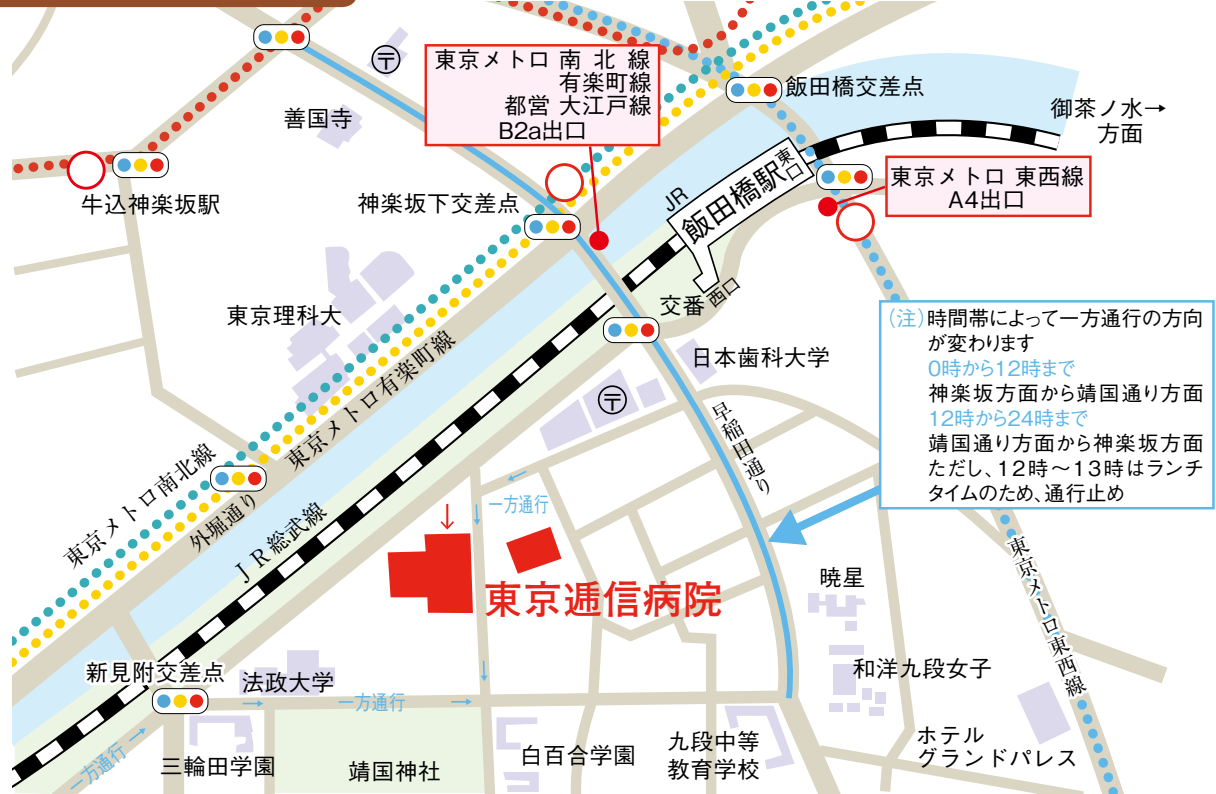 〒
東京メトロ 南 北 線
有楽町線
都営 大江戸線
B2a出口
飯田橋交差点
御茶ノ水→
方面
善国寺
牛込神楽坂駅
神楽坂下交差点
JR
飯田橋駅
東口
東京メトロ 東西線
A4出口
東京理科大
交番
西口
日本歯科大学
〒
(注)時間帯によって一方通行の方向
が変わります
0時から12時まで
神楽坂方面から靖国通り方面
12時から24時まで
靖国通り方面から神楽坂方面
ただし、12時〜13時はランチ
タイムのため、通行止め
東京メトロ有楽町線
東京メトロ南北線
外堀通り
JR総武線
早稲田通り
←
一方通行
↓
↓
東京逓信病院
暁星
東京メトロ東西線
新見附交差点
法政大学
↓
→
一方通行
→
和洋九段女子
一方通行
三輪田学園
靖国神社
白百合学園
九段中等
教育学校
ホテル
グランドパレス